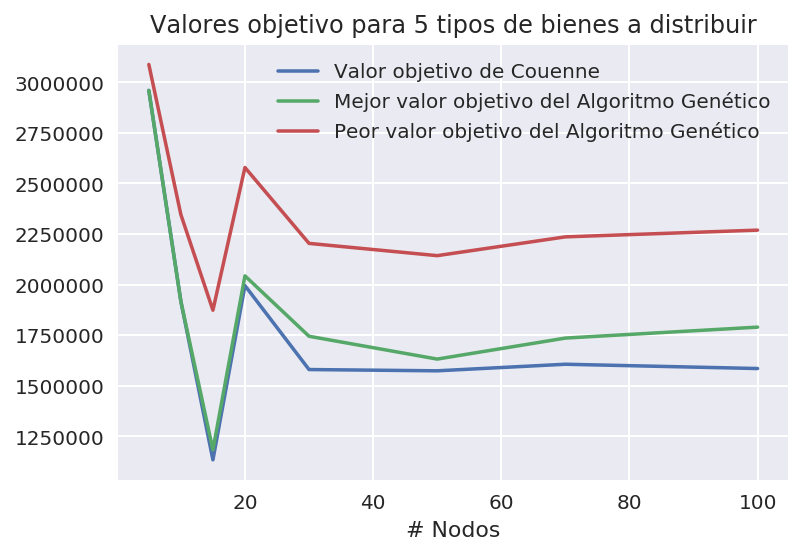 Valores objetivo para 5 tipos de bienes a distribuir
Valor objetivo de Couenne
Mejor valor objetivo del Algoritmo Genético
Peor valor objetivo del Algoritmo Genético
3000000
2750000
2500000
2250000
2000000
1750000
1500000
1250000
20 40 60 80 100
# Nodos